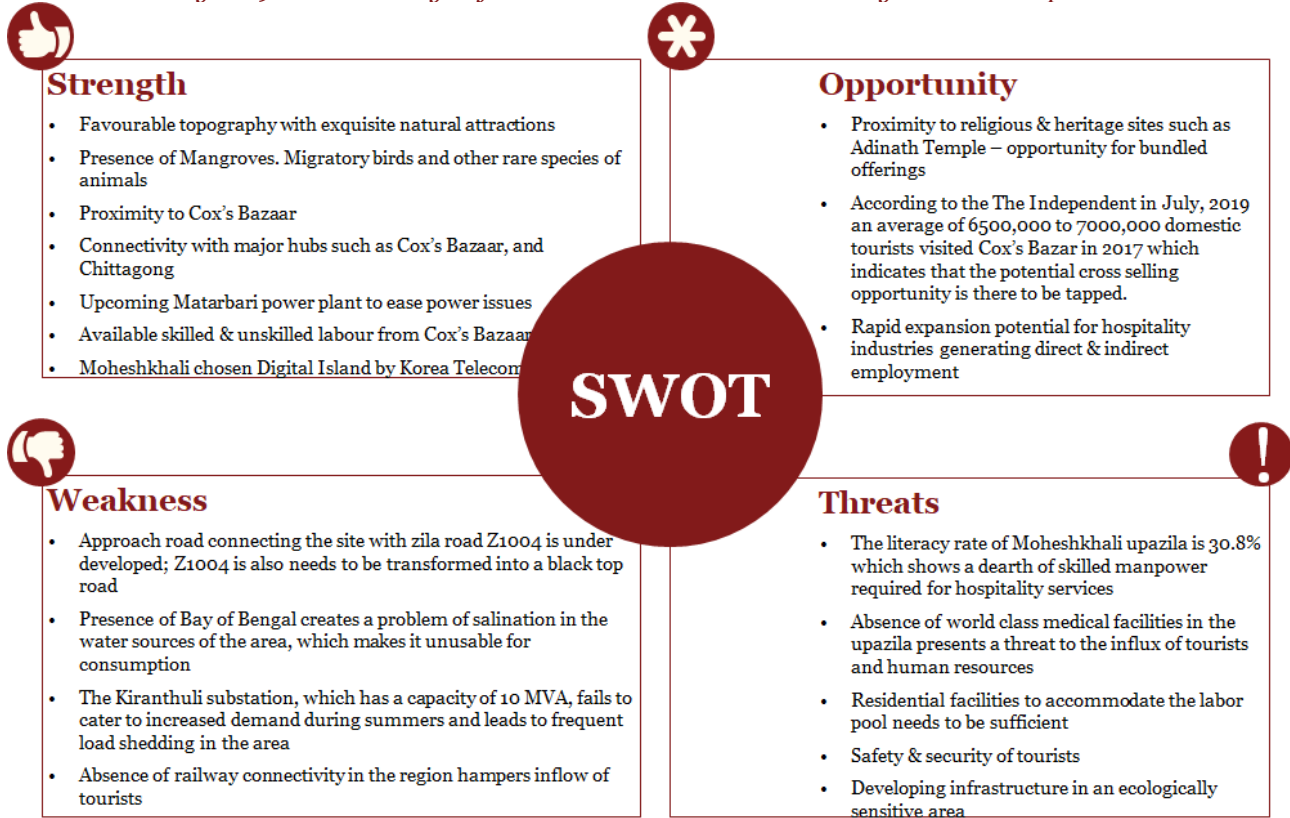 Strength
• Favourable topography with exquisite natural attractions
• Presence of Mangroves. Migratory birds and other rare species of
animals
• Proximity to Cox's Bazaar
• Connectivity with major hubs such as Cox's Bazaar, and
Chittagong
• Upcoming Matarbari power plant to ease power issues
• Available skilled & unskilled labour from Cox's Bazaar
• Moheshkhali chosen Digital Island by Korea Telecom
Opportunity
• Proximity to religious & heritage sites such as
Adinath Temple – opportunity for bundled
offerings
• According to the The Independent in July, 2019
an average of 6500,000 to 7000,000 domestic
tourists visited Cox's Bazar in 2017 which
indicates that the potential cross selling
opportunity is there to be tapped.
• Rapid expansion potential for hospitality
industries generating direct & indirect
employment
SWOT
Weakness
• Approach road connecting the site with zila road Z1004 is under
developed; Z1004 is also needs to be transformed into a black top
road
• Presence of Bay of Bengal creates a problem of salination in the
water sources of the area, which makes it unusable for
consumption
• The Kiranthuli substation, which has a capacity of 10 MVA, fails to
cater to increased demand during summers and leads to frequent
load shedding in the area
• Absence of railway connectivity in the region hampers inflow of
tourists
Threats
• The literacy rate of Moheshkhali upazila is 30.8%
which shows a dearth of skilled manpower
required for hospitality services
• Absence of world class medical facilities in the
upazila presents a threat to the influx of tourists
and human resources
• Residential facilities to accommodate the labor
pool needs to be sufficient
• Safety & security of tourists
• Developing infrastructure in an ecologically
sensitive area